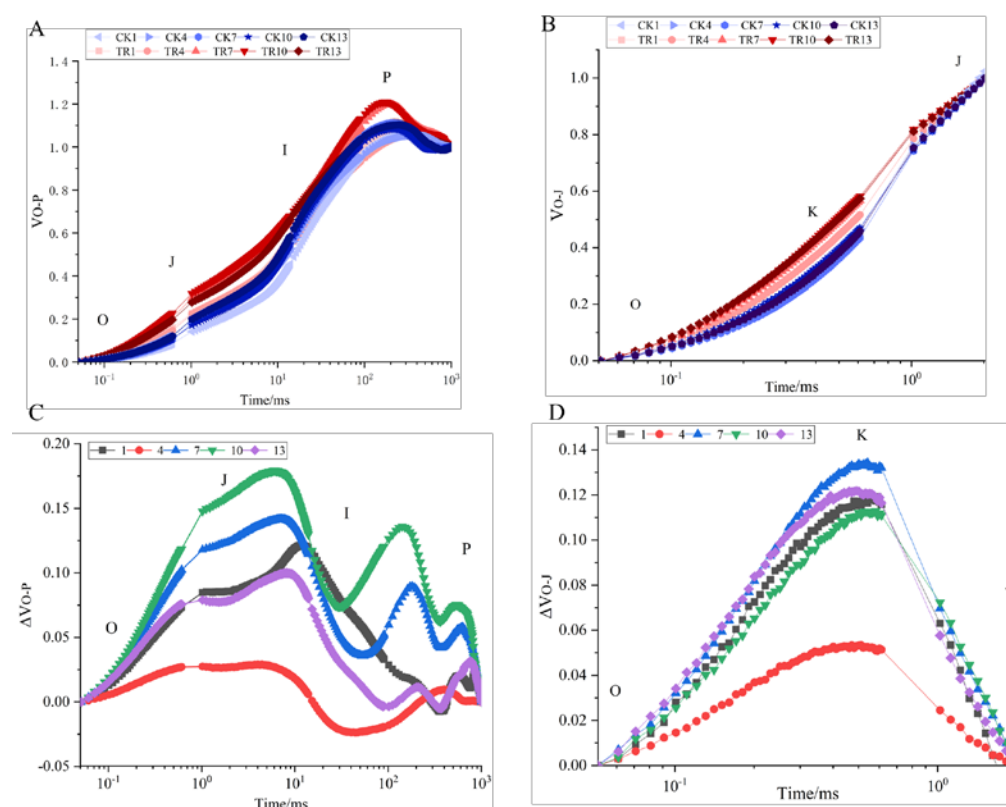 A
CK1 CK4 CK7 CK10 CK13
TR1 TR4 TR7 TR10 TR13
1.4
1.2
1.0
0.8
0.6
0.4
0.2
0.0
VO-P
O
J
I
P
10-1 100 101 102 103
Time/ms
B
CK1 CK4 CK7 CK10 CK13
TR1 TR4 TR7 TR10 TR13
1.0
0.8
0.6
0.4
0.2
0.0
VO-J
O
K
J
10-1 100
Time/ms
C
1 4 7 10 13
0.20
0.15
0.10
0.05
0.00
-0.05
ΔVO-P
O
J
I
P
10-1 100 101 102 103
Time/ms
D
1 4 7 10 13
0.14
0.12
0.10
0.08
0.06
0.04
0.02
0.00
ΔVO-J
O
K
10-1 100
Time/ms